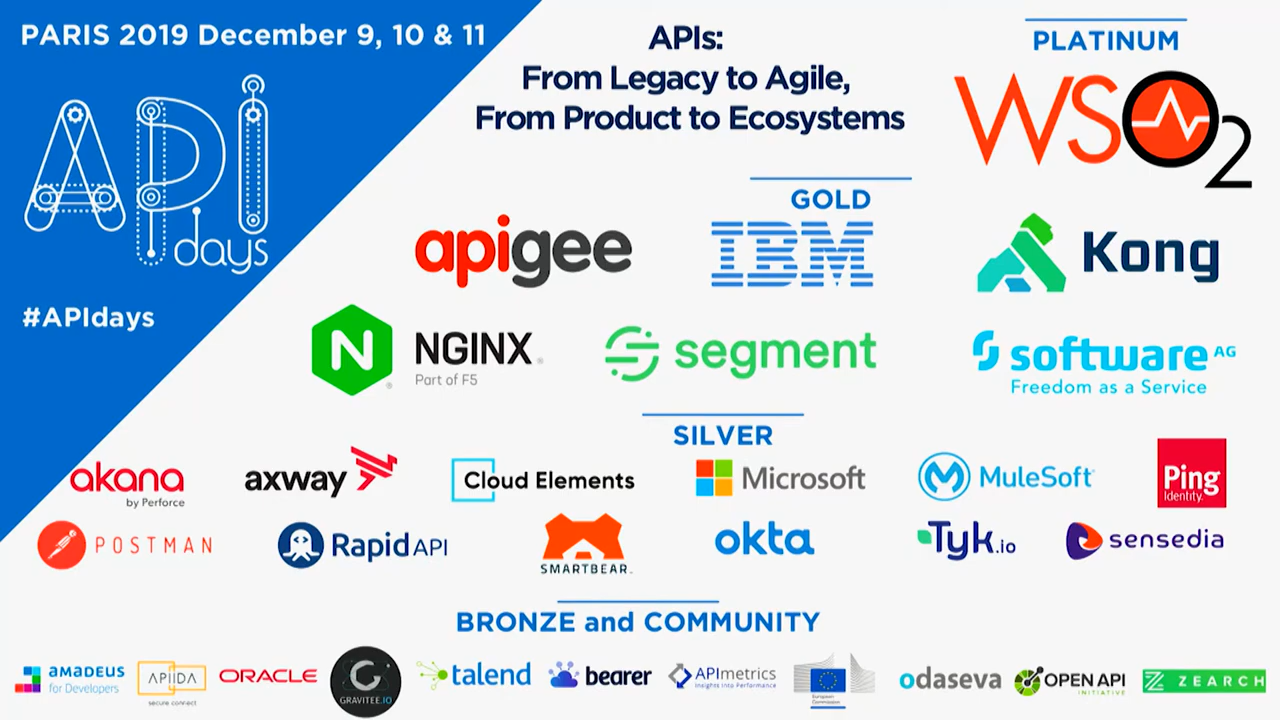 PARIS 2019 December 9, 10 & 11
API
days
#APIdays
APIs:
From Legacy to Agile,
From Product to Ecosystems
PLATINUM
WSO2
GOLD
apigee
IBM
Kong
NGINX
Part of F5
segment
software AG
Freedom as a Service
SILVER
akana
by Perforce
axway
Cloud Elements
Microsoft
MuleSoft
Ping
Identity.
POSTMAN
Rapid API
SMARTBEAR
okta
Tyk.io
sensedia
BRONZE and COMMUNITY
amadeus
for Developers
APIIDA
secure connect
ORACLE
G
GRAVITEE.IO
talend
bearer
APImetrics
Insights into Performance
European
Commission
odaseva
OPEN API
INITIATIVE
ZEARCH